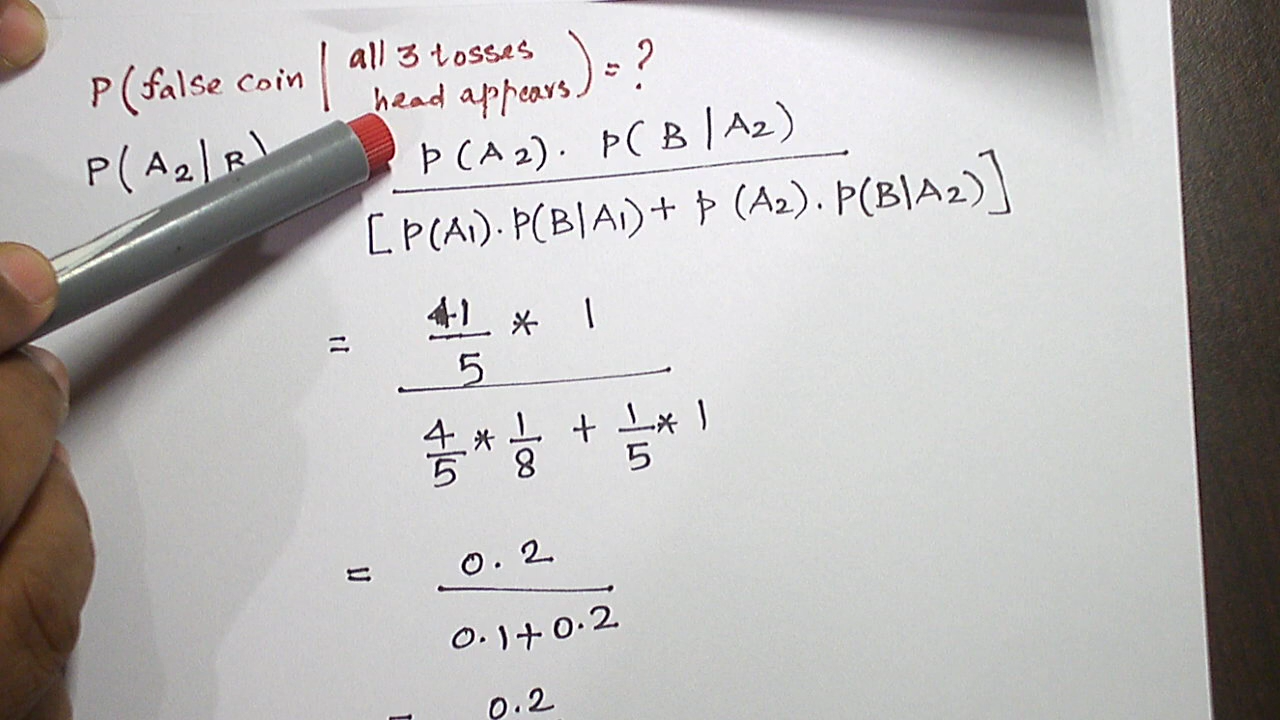 P(false coin | all 3 tosses head appears) = ?
P(A2|B) P(A2). P(B|A2)
[P(A1). P(B|A1) + P(A2). P(B|A2)]
= 1/5 * 1
4/5 * 1/8 + 1/5 * 1
= 0.2
0.1+0.2
= 0.2